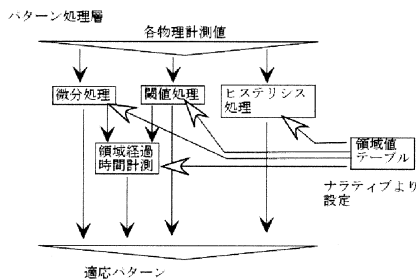 パターン処理層
各物理計測値
微分処理
閾値処理
ヒステリシス
処理
領域経過
時間計測
領域値
テーブル
ナラティブより
設定
適応パターン